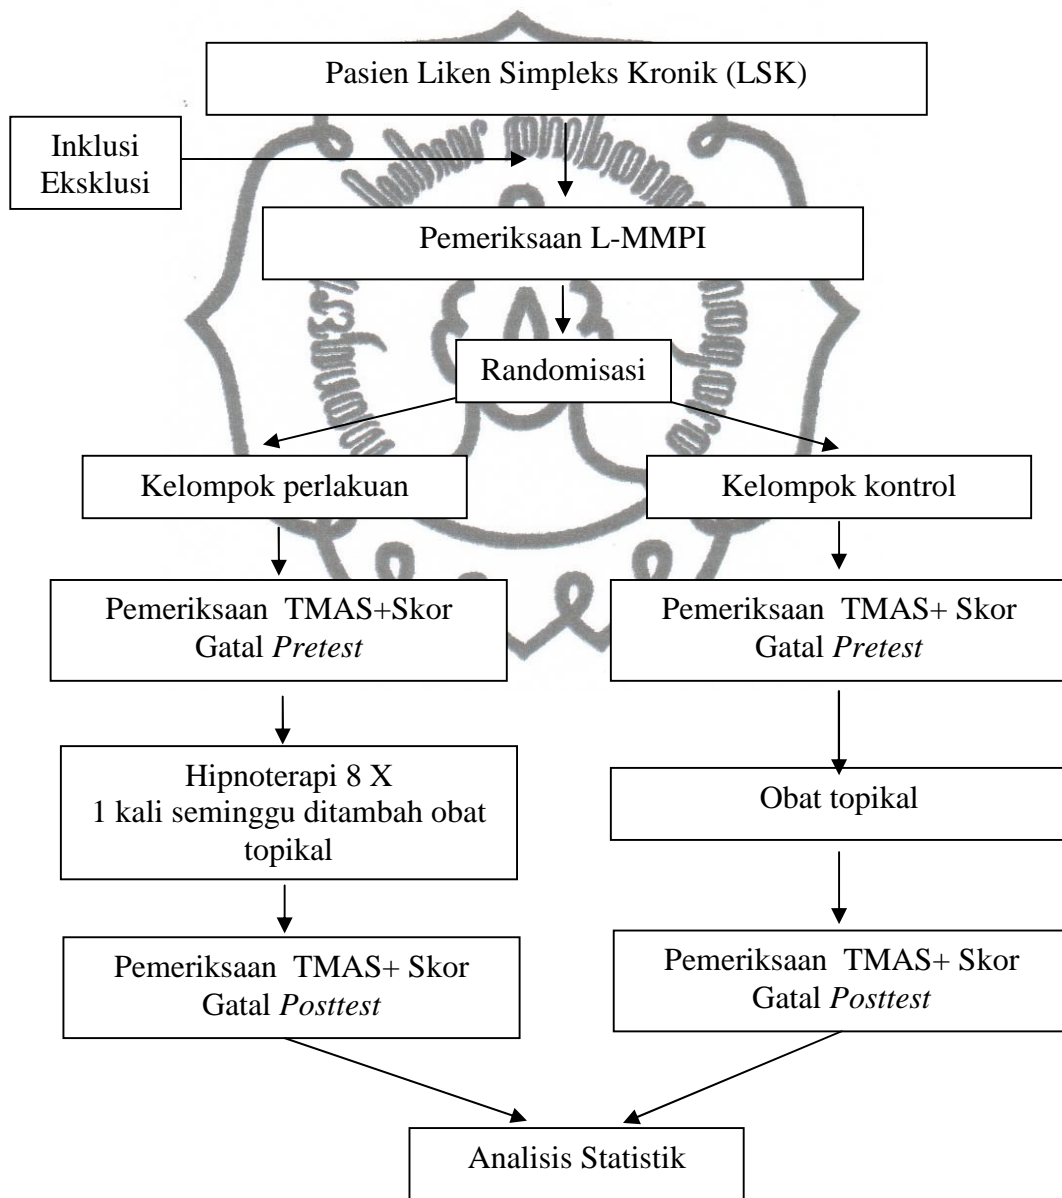 Pasien Liken Simpleks Kronik (LSK)
Inklusi
Eksklusi
Pemeriksaan L-MMPI
Randomisasi
Kelompok perlakuan
Kelompok kontrol
Pemeriksaan TMAS+Skor
Gatal Pretest
Pemeriksaan TMAS+ Skor
Gatal Pretest
Hipnoterapi 8 X
1 kali seminggu ditambah obat
topikal
Obat topikal
Pemeriksaan TMAS+ Skor
Gatal Posttest
Pemeriksaan TMAS+ Skor
Gatal Posttest
Analisis Statistik